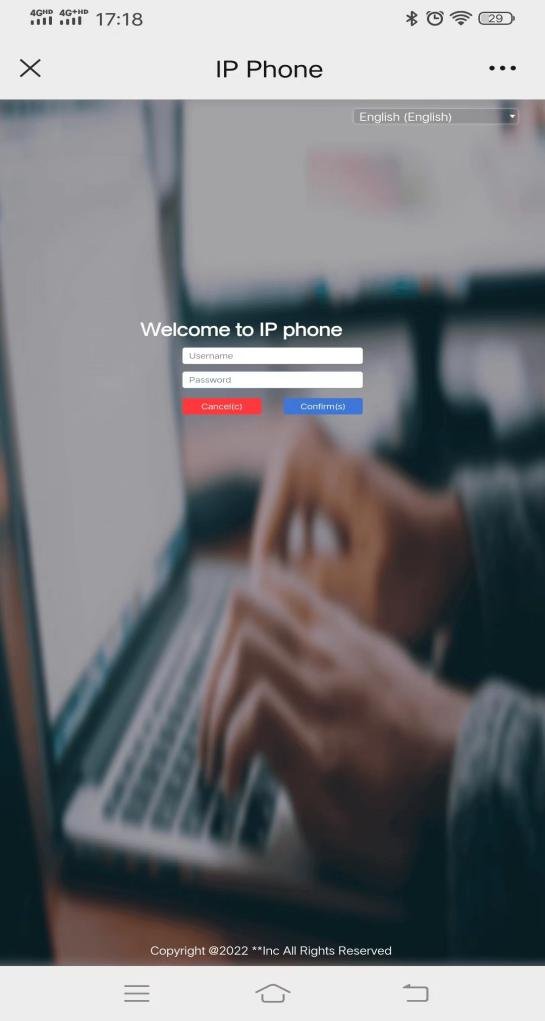 4GHD 4G+HD 17:18 29
IP Phone
English (English)
Welcome to IP phone
Username
Password
Cancel(c) Confirm(s)
Copyright @2022 **Inc All Rights Reserved